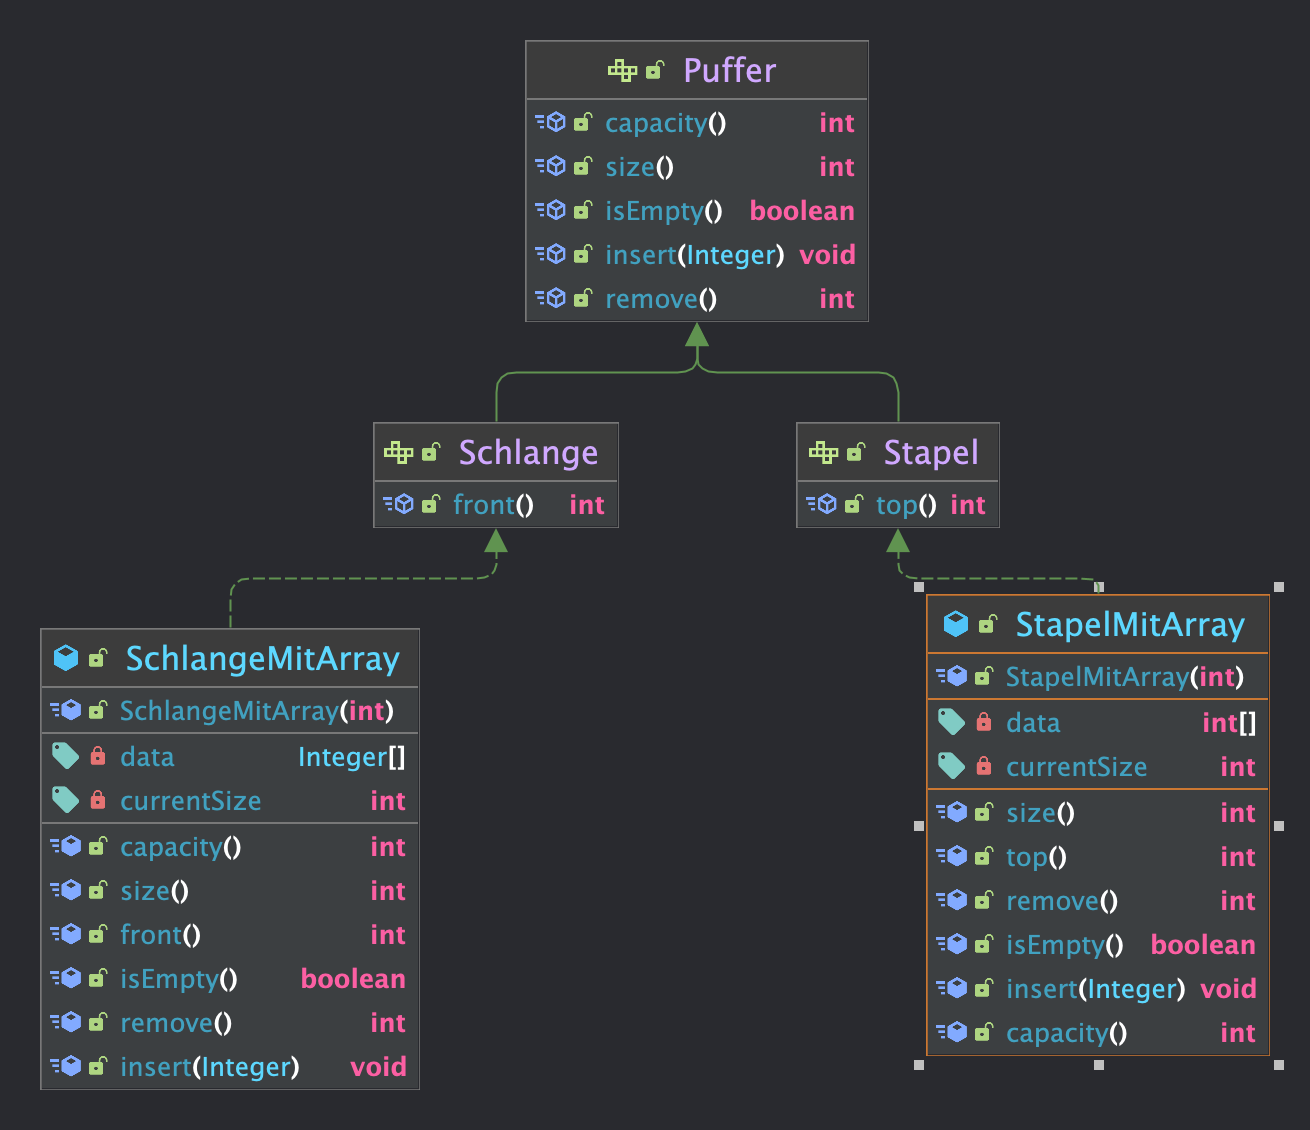 Puffer
capacity() int
size() int
isEmpty() boolean
insert(Integer) void
remove() int
Schlange
front() int
Stapel
top() int
SchlangeMitArray
SchlangeMitArray(int)
data Integer[]
currentSize int
capacity() int
size() int
front() int
isEmpty() boolean
remove() int
insert(Integer) void
StapelMitArray
StapelMitArray(int)
data int[]
currentSize int
size() int
top() int
remove() int
isEmpty() boolean
insert(Integer) void
capacity() int